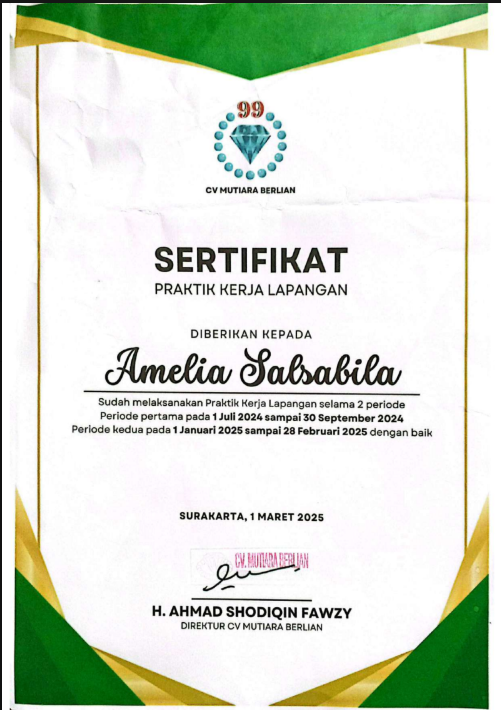 99
CV MUTIARA BERLIAN
SERTIFIKAT
PRAKTIK KERJA LAPANGAN
DIBERIKAN KEPADA
Amelia Salsabila
Sudah melaksanakan Praktik Kerja Lapangan selama 2 periode
Periode pertama pada 1 Juli 2024 sampai 30 September 2024
Periode kedua pada 1 Januari 2025 sampai 28 Februari 2025 dengan baik
SURAKARTA, 1 MARET 2025
CV. MUTIARA BERLIAN
H. AHMAD SHODIQIN FAWZY
DIREKTUR CV MUTIARA BERLIAN